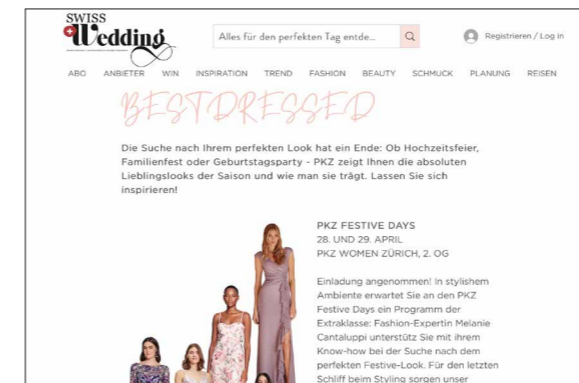 SWISS
Wedding
Alles für den perfekten Tag entde...
Registrieren / Log in
ABO ANBIETER WIN INSPIRATION TREND FASHION BEAUTY SCHMUCK PLANUNG REISEN
BESTDRESSED
Die Suche nach Ihrem perfekten Look hat ein Ende: Ob Hochzeitsfeier,
Familienfest oder Geburtstagsparty - PKZ zeigt Ihnen die absoluten
Lieblingslooks der Saison und wie man sie trägt. Lassen Sie sich
inspirieren!
PKZ FESTIVE DAYS
28. UND 29. APRIL
PKZ WOMEN ZÜRICH, 2. OG
Einladung angenommen! In stylishem
Ambiente erwartet Sie an den PKZ
Festive Days ein Programm der
Extraklasse: Fashion-Expertin Melanie
Cantaluppi unterstützt Sie mit ihrem
Know-how bei der Suche nach dem
perfekten Festive-Look. Für den letzten
Schliff beim Styling sorgen unser